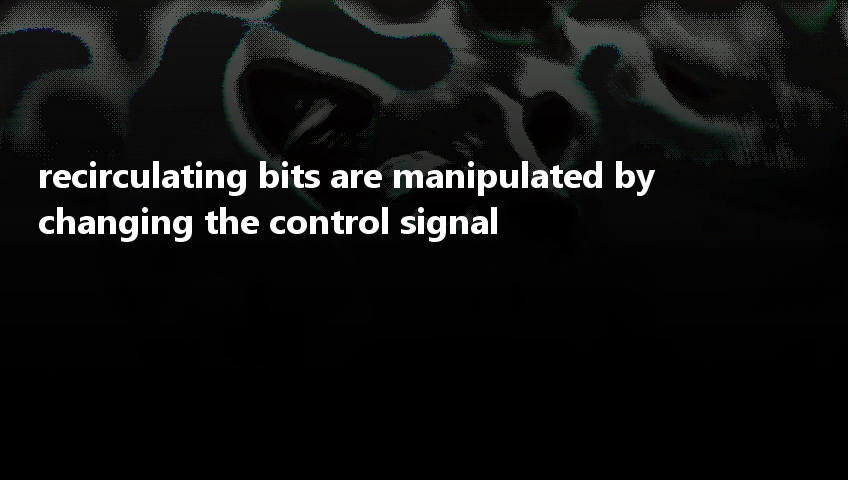 recirculating bits are manipulated by
changing the control signal